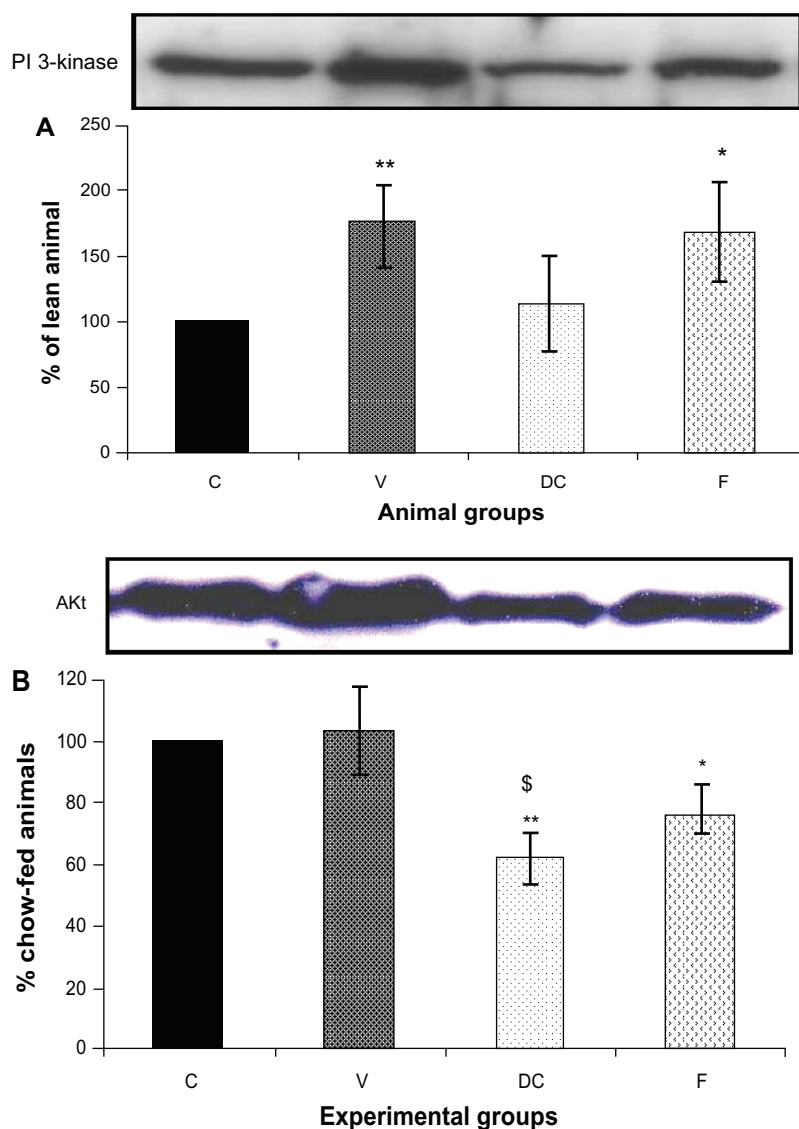 PI 3-kinase
A
250
200
150
100
50
0
% of lean animal
**
*
C V DC F
Animal groups
AKt
B
120
100
80
60
40
20
0
% chow-fed animals
$
**
*
C V DC F
Experimental groups